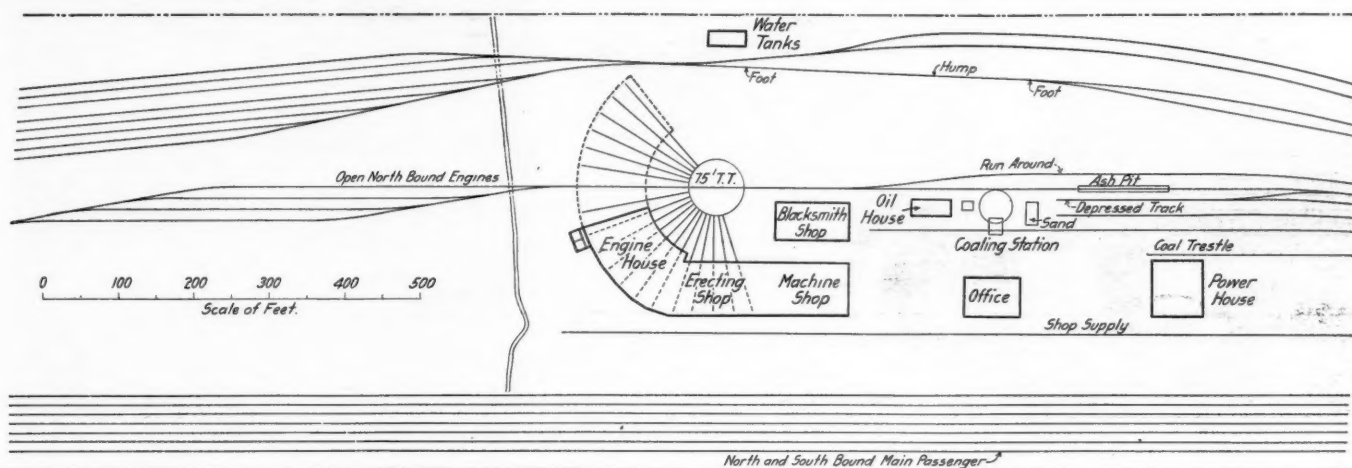 Water
Tanks
Foot
Hump
Foot
Open North Bound Engines
75' T.T.
Run Around
Ash Pit
Oil
House
Depressed Track
Sand
Blacksmith
Shop
Coaling Station
Engine
House
Coal Trestle
Erecting
Shop
Machine
Shop
Office
Power
House
0 100 200 300 400 500
Scale of Feet.
Shop Supply
North and South Bound Main Passenger